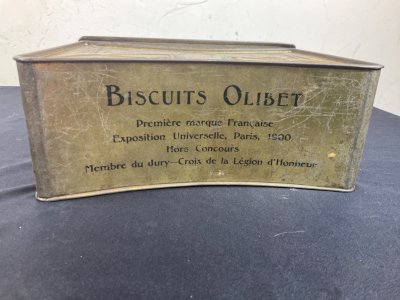 BISCUITS OLIBET
Première marque Française
Exposition Universelle, Paris, 1900
Hors Concours
Membre du Jury—Croix de la Légion d'Honneur